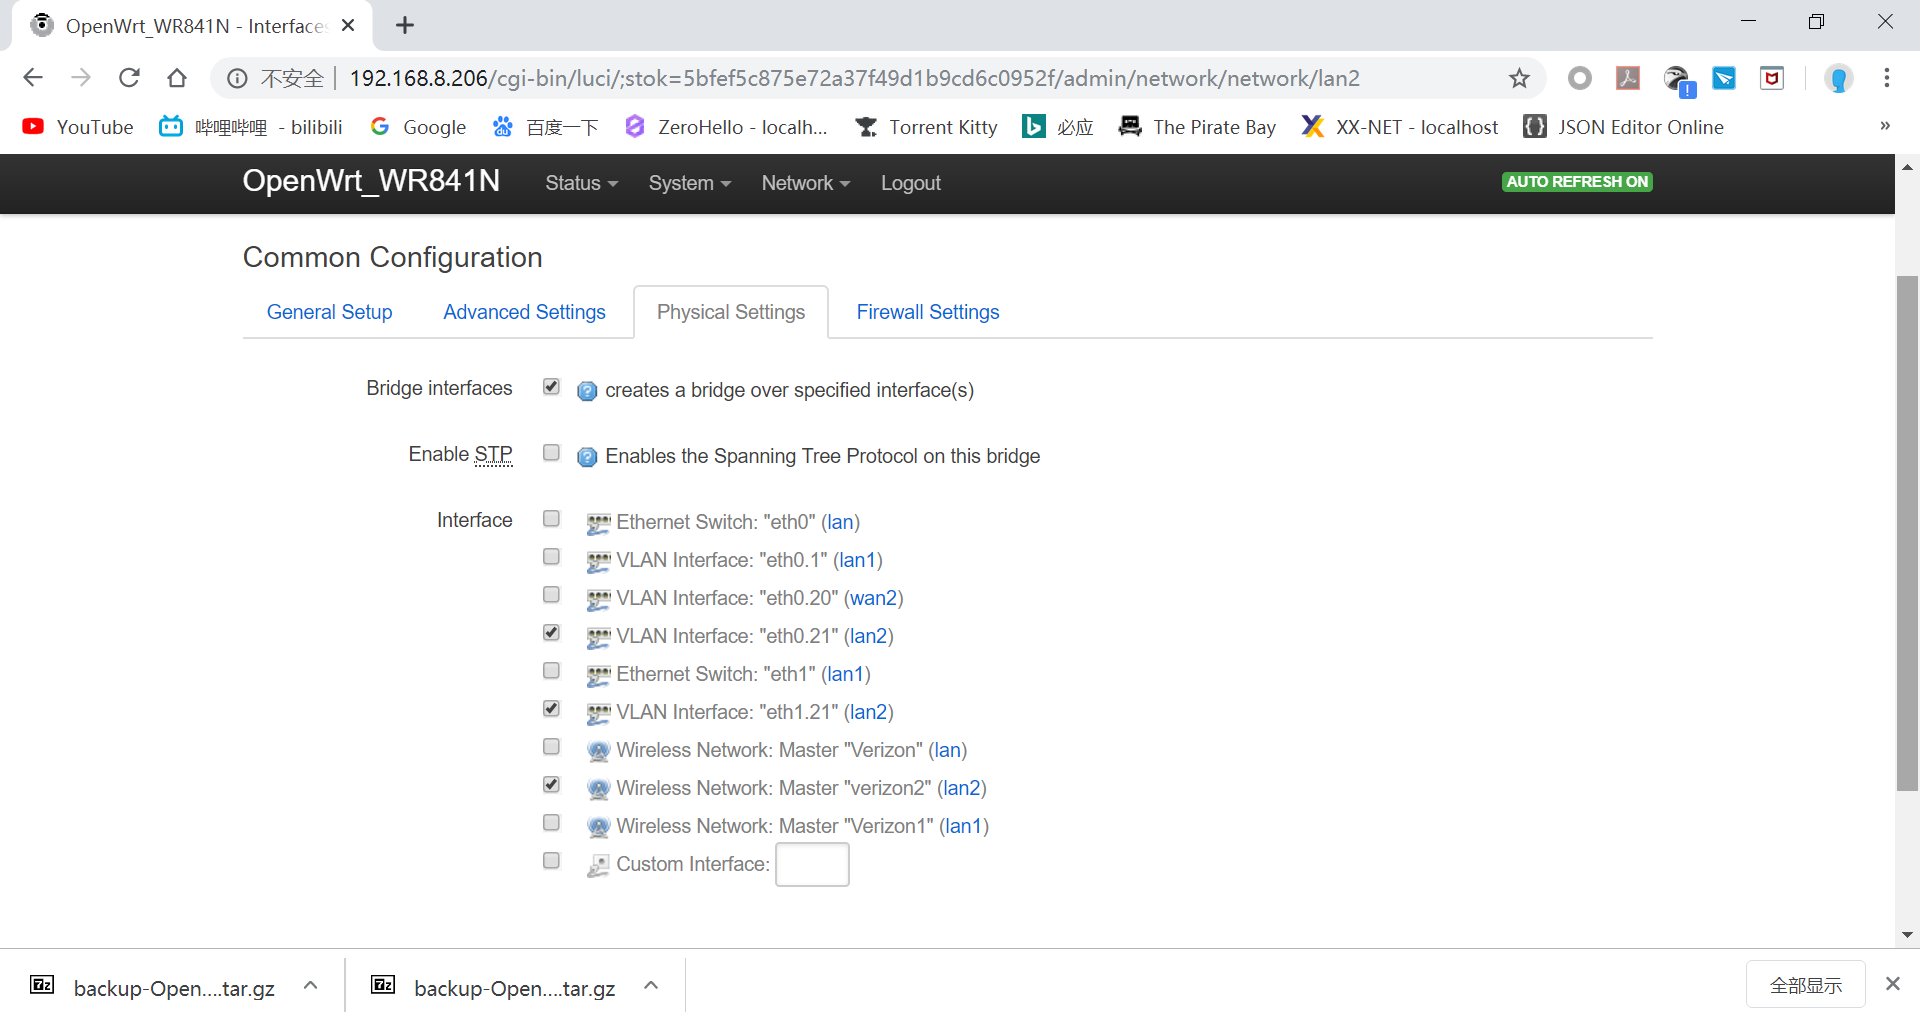 OpenWrt_WR841N - Interfaces
不安全 192.168.8.206/cgi-bin/luci/;stok=5bfef5c875e72a37f49d1b9cd6c0952f/admin/network/network/lan2
YouTube 哔哩哔哩 - bilibili Google 百度一下 ZeroHello - localh... Torrent Kitty 必应 The Pirate Bay XX-NET - localhost JSON Editor Online »
OpenWrt_WR841N Status System Network Logout AUTO REFRESH ON
Common Configuration
General Setup Advanced Settings Physical Settings Firewall Settings
Bridge interfaces creates a bridge over specified interface(s)
Enable STP Enables the Spanning Tree Protocol on this bridge
Interface Ethernet Switch: "eth0" (lan)
VLAN Interface: "eth0.1" (lan1)
VLAN Interface: "eth0.20" (wan2)
VLAN Interface: "eth0.21" (lan2)
Ethernet Switch: "eth1" (lan1)
VLAN Interface: "eth1.21" (lan2)
Wireless Network: Master "Verizon" (lan)
Wireless Network: Master "verizon2" (lan2)
Wireless Network: Master "Verizon1" (lan1)
Custom Interface:
backup-Open....tar.gz backup-Open....tar.gz 全部显示